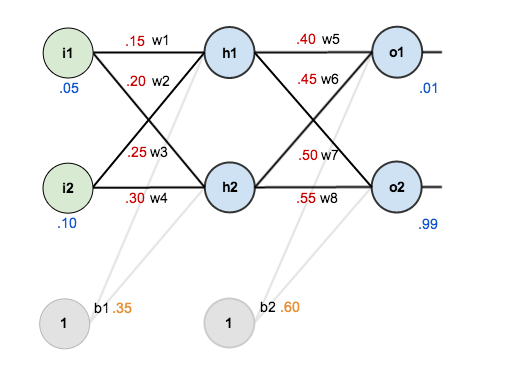 .15 w1
.40 w5
i1
h1
o1
.20 w2
.45 w6
.05
.01
.25 w3
.50 w7
i2
h2
o2
.30 w4
.55 w8
.10
.99
b1 .35
b2 .60
1
1